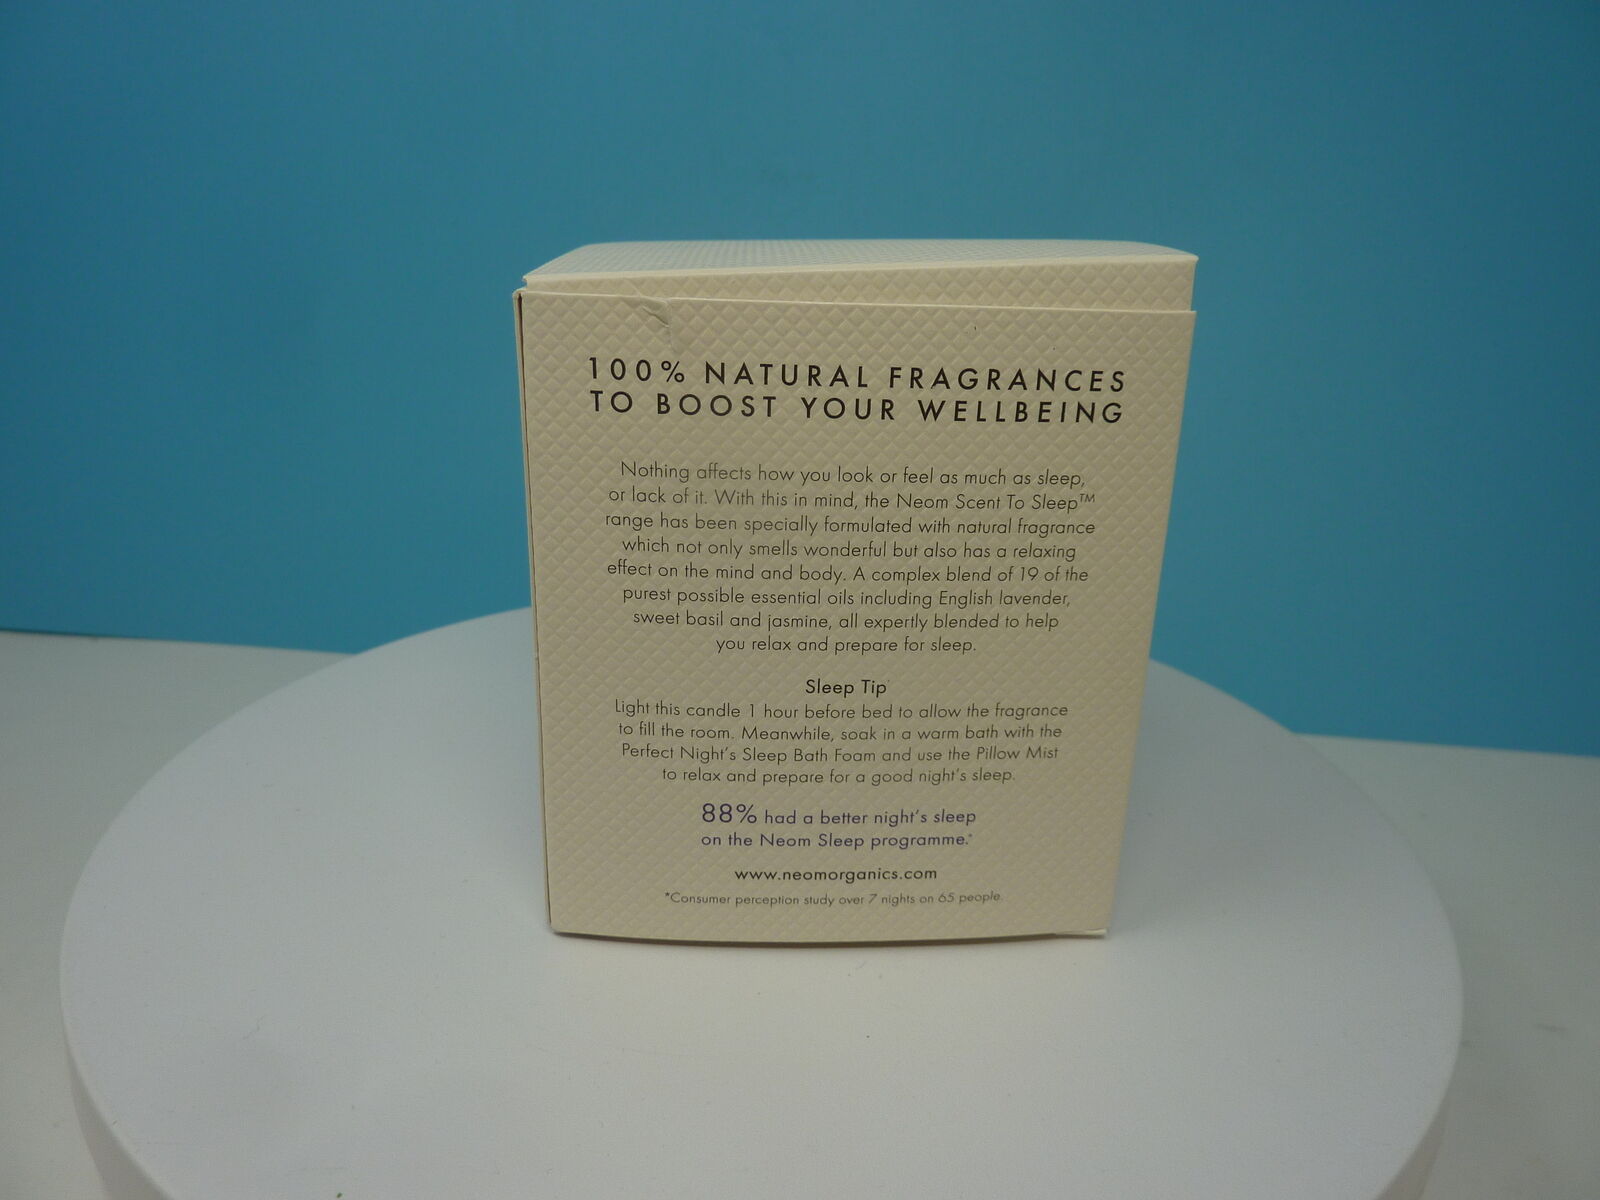 100% NATURAL FRAGRANCES
TO BOOST YOUR WELLBEING
Nothing affects how you look or feel as much as sleep,
or lack of it. With this in mind, the Neom Scent To Sleep™
range has been specially formulated with natural fragrance
which not only smells wonderful but also has a relaxing
effect on the mind and body. A complex blend of 19 of the
purest possible essential oils including English lavender,
sweet basil and jasmine, all expertly blended to help
you relax and prepare for sleep.
Sleep Tip
Light this candle 1 hour before bed to allow the fragrance
to fill the room. Meanwhile, soak in a warm bath with the
Perfect Night's Sleep Bath Foam and use the Pillow Mist
to relax and prepare for a good night's sleep.
88% had a better night's sleep
on the Neom Sleep programme.*
www.neomorganics.com
*Consumer perception study over 7 nights on 65 people.